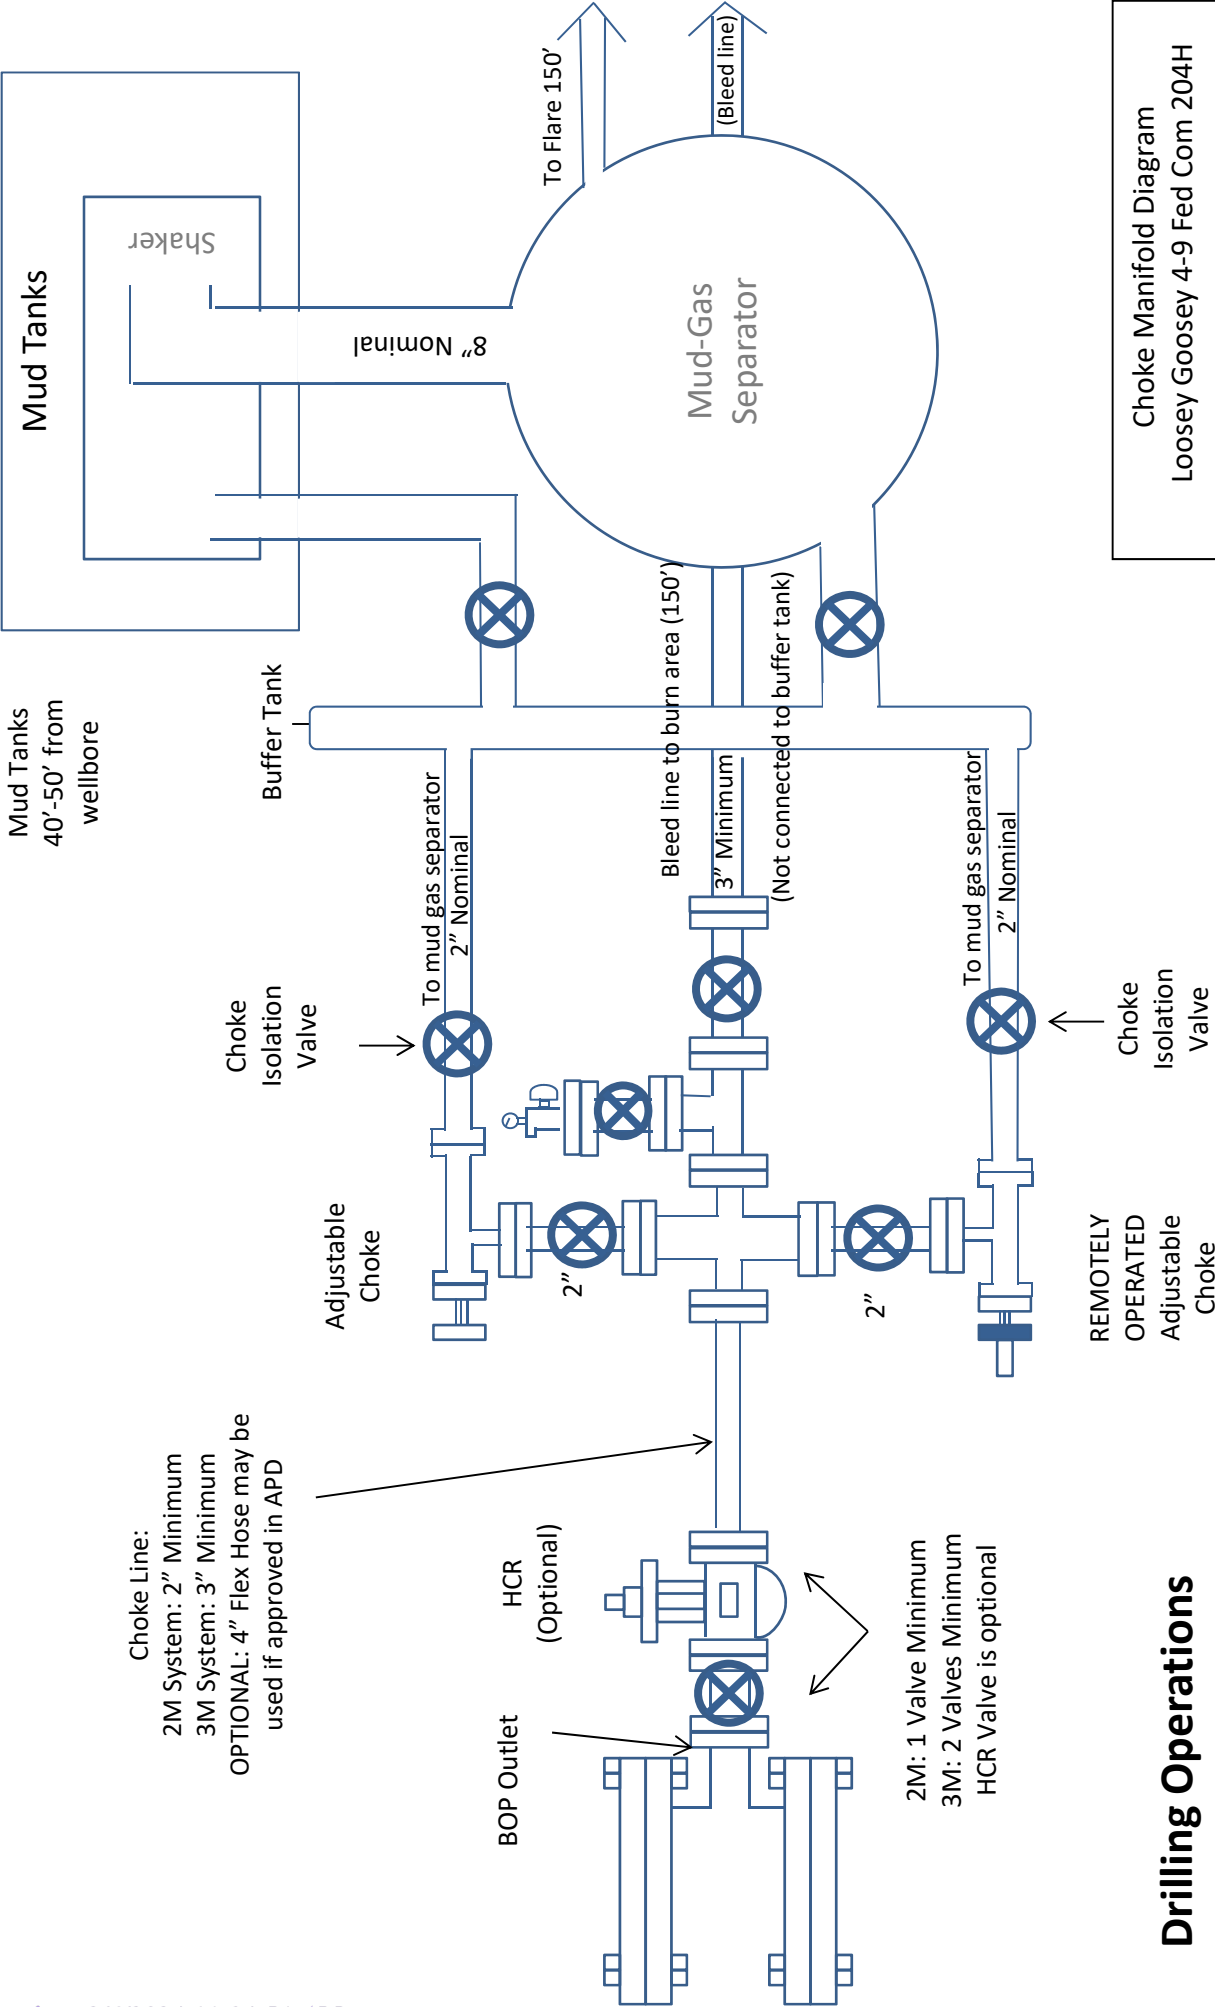 Drilling Operations
Choke Line:
2M System: 2” Minimum
3M System: 3” Minimum
OPTIONAL: 4” Flex Hose may be
used if approved in APD
BOP Outlet
HCR
(Optional)
2M: 1 Valve Minimum
3M: 2 Valves Minimum
HCR Valve is optional
Adjustable
Choke
2”
2”
REMOTELY
OPERATED
Adjustable
Choke
Choke
Isolation
Valve
Choke
Isolation
Valve
To mud gas separator
2” Nominal
Bleed line to burn area (150’)
3” Minimum
(Not connected to buffer tank)
To mud gas separator
2” Nominal
Mud Tanks
40’-50’ from
wellbore
Buffer Tank
Mud Tanks
Shaker
8” Nominal
Mud-Gas
Separator
To Flare 150’
(Bleed line)
Choke Manifold Diagram
Loosey Goosey 4-9 Fed Com 204H